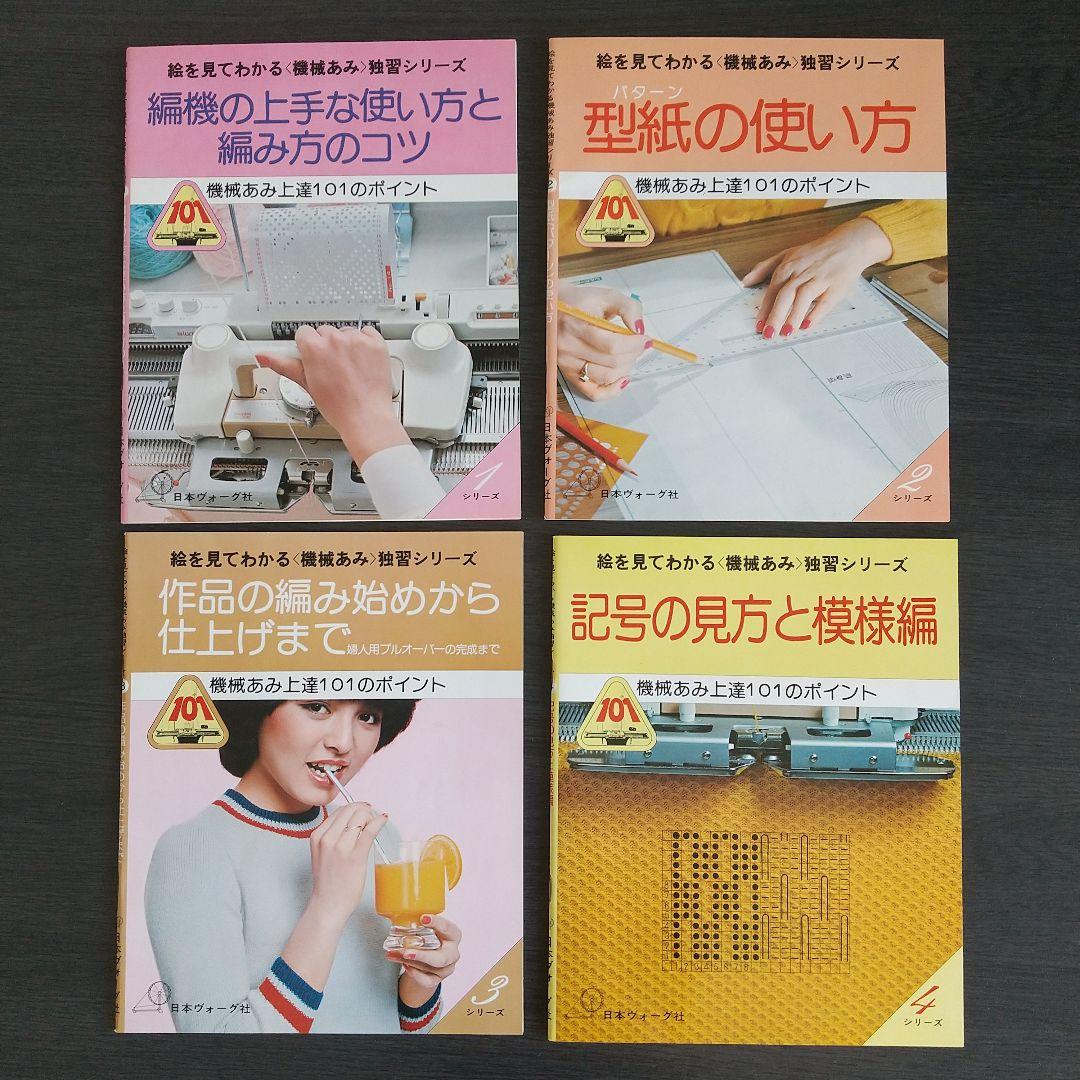 絵を見てわかる〈機械あみ〉独習シリーズ
編機の上手な使い方と
編み方のコツ
機械あみ上達101のポイント
101
日本ヴォーグ社
1
シリーズ
絵を見てわかる〈機械あみ〉独習シリーズ
パターン
型紙の使い方
機械あみ上達101のポイント
101
日本ヴォーグ社
日本ヴォーグ社
2
シリーズ
絵を見てわかる〈機械あみ〉独習シリーズ
作品の編み始めから
仕上げまで 婦人用プルオーバーの完成まで
機械あみ上達101のポイント
101
日本ヴォーグ社
3
シリーズ
絵を見てわかる〈機械あみ〉独習シリーズ
記号の見方と模様編
機械あみ上達101のポイント
101
日本ヴォーグ社
4
シリーズ